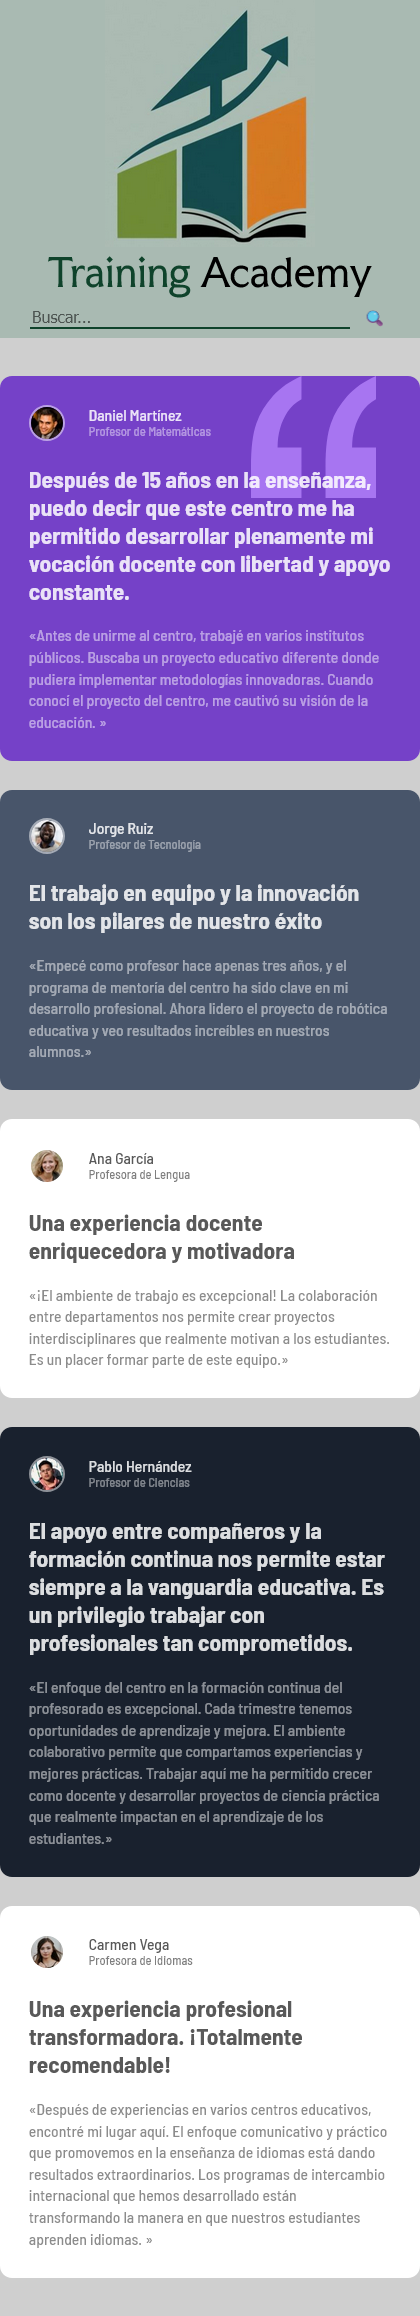 Training Academy
Buscar...
Daniel Martínez
Profesor de Matemáticas
Después de 15 años en la enseñanza,
puedo decir que este centro me ha
permitido desarrollar plenamente mi
vocación docente con libertad y apoyo
constante.
«Antes de unirme al centro, trabajé en varios institutos
públicos. Buscaba un proyecto educativo diferente donde
pudiera implementar metodologías innovadoras. Cuando
conocí el proyecto del centro, me cautivó su visión de la
educación. »
Jorge Ruiz
Profesor de Tecnología
El trabajo en equipo y la innovación
son los pilares de nuestro éxito
«Empecé como profesor hace apenas tres años, y el
programa de mentoría del centro ha sido clave en mi
desarrollo profesional. Ahora lidero el proyecto de robótica
educativa y veo resultados increíbles en nuestros
alumnos.»
Ana García
Profesora de Lengua
Una experiencia docente
enriquecedora y motivadora
«¡El ambiente de trabajo es excepcional! La colaboración
entre departamentos nos permite crear proyectos
interdisciplinares que realmente motivan a los estudiantes.
Es un placer formar parte de este equipo.»
Pablo Hernández
Profesor de Ciencias
El apoyo entre compañeros y la
formación continua nos permite estar
siempre a la vanguardia educativa. Es
un privilegio trabajar con
profesionales tan comprometidos.
«El enfoque del centro en la formación continua del
profesorado es excepcional. Cada trimestre tenemos
oportunidades de aprendizaje y mejora. El ambiente
colaborativo permite que compartamos experiencias y
mejores prácticas. Trabajar aquí me ha permitido crecer
como docente y desarrollar proyectos de ciencia práctica
que realmente impactan en el aprendizaje de los
estudiantes.»
Carmen Vega
Profesora de Idiomas
Una experiencia profesional
transformadora. ¡Totalmente
recomendable!
«Después de experiencias en varios centros educativos,
encontré mi lugar aquí. El enfoque comunicativo y práctico
que promovemos en la enseñanza de idiomas está dando
resultados extraordinarios. Los programas de intercambio
internacional que hemos desarrollado están
transformando la manera en que nuestros estudiantes
aprenden idiomas. »